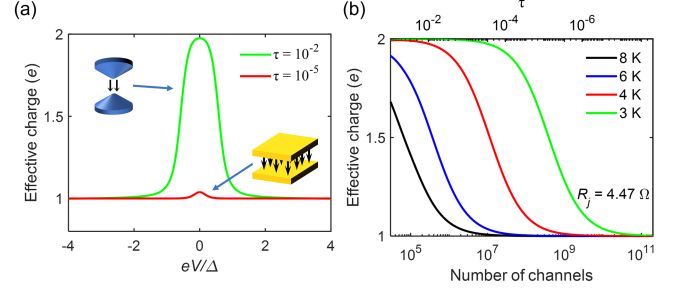 (a)
Effective charge (e)
2
1.5
1
τ = 10⁻²
τ = 10⁻⁵
-4
-2
0
2
4
eV/Δ
(b)
τ
10⁻²
10⁻⁴
10⁻⁶
Effective charge (e)
2
1.5
1
8 K
6 K
4 K
3 K
Rⱼ = 4.47 Ω
10⁵
10⁷
10⁹
10¹¹
Number of channels